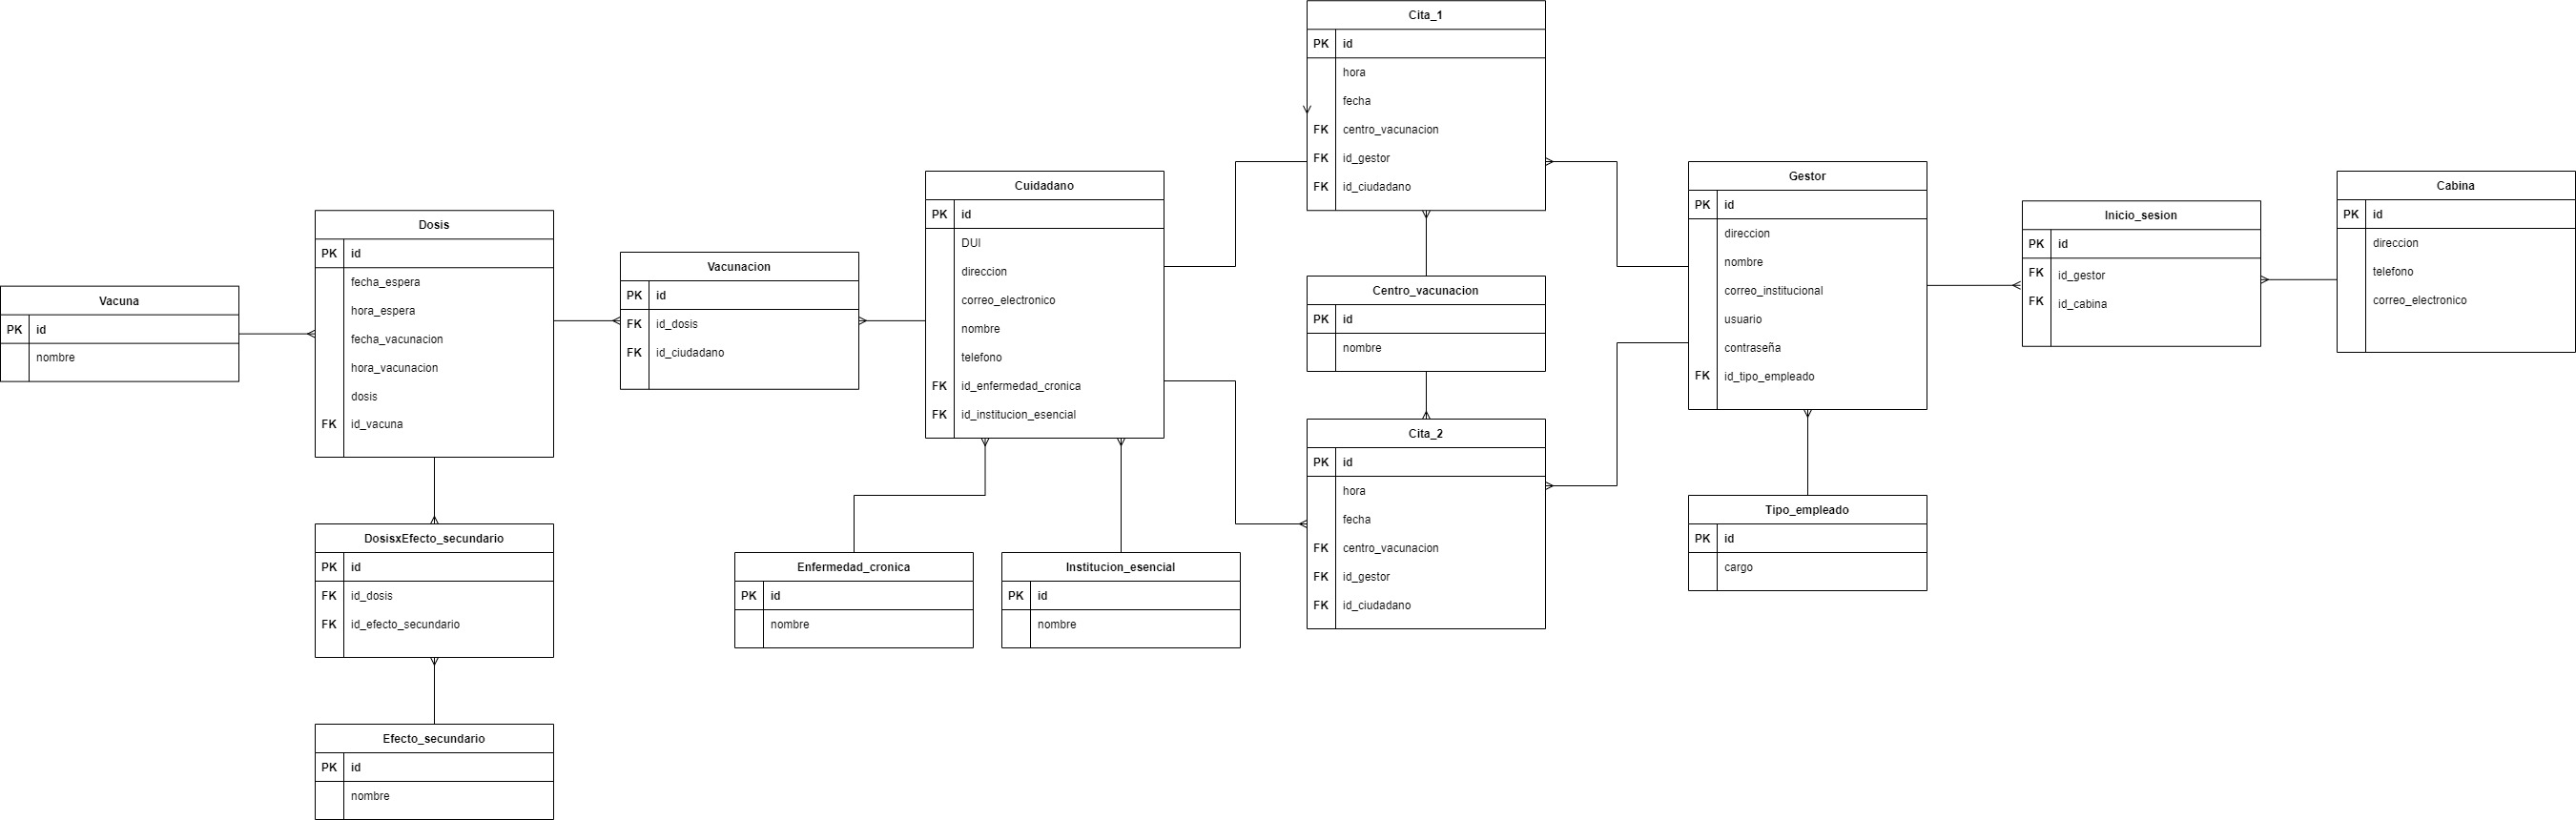 Vacuna
PK id
nombre
Dosis
PK id
fecha_espera
hora_espera
fecha_vacunacion
hora_vacunacion
dosis
FK id_vacuna
DosisxEfecto_secundario
PK id
FK id_dosis
FK id_efecto_secundario
Efecto_secundario
PK id
nombre
Vacunacion
PK id
FK id_dosis
FK id_ciudadano
Cuidadano
PK id
DUI
direccion
correo_electronico
nombre
telefono
FK id_enfermedad_cronica
FK id_institucion_esencial
Enfermedad_cronica
PK id
nombre
Institucion_esencial
PK id
nombre
Cita_1
PK id
hora
fecha
FK centro_vacunacion
FK id_gestor
FK id_ciudadano
Centro_vacunacion
PK id
nombre
Cita_2
PK id
hora
fecha
FK centro_vacunacion
FK id_gestor
FK id_ciudadano
Gestor
PK id
direccion
nombre
correo_institucional
usuario
contraseña
FK id_tipo_empleado
Tipo_empleado
PK id
cargo
Inicio_sesion
PK id
FK id_gestor
FK id_cabina
Cabina
PK id
direccion
telefono
correo_electronico